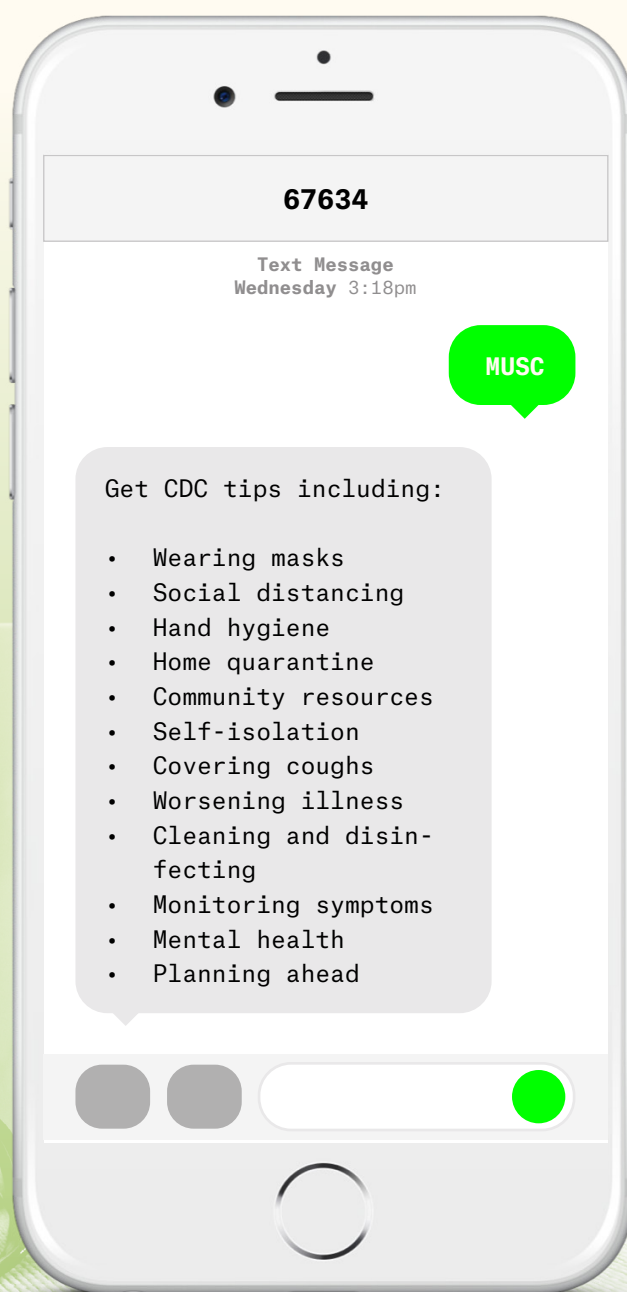 67634
Text Message
Wednesday 3:18pm
MUSC
Get CDC tips including:
• Wearing masks
• Social distancing
• Hand hygiene
• Home quarantine
• Community resources
• Self-isolation
• Covering coughs
• Worsening illness
• Cleaning and disin-
fecting
• Monitoring symptoms
• Mental health
• Planning ahead